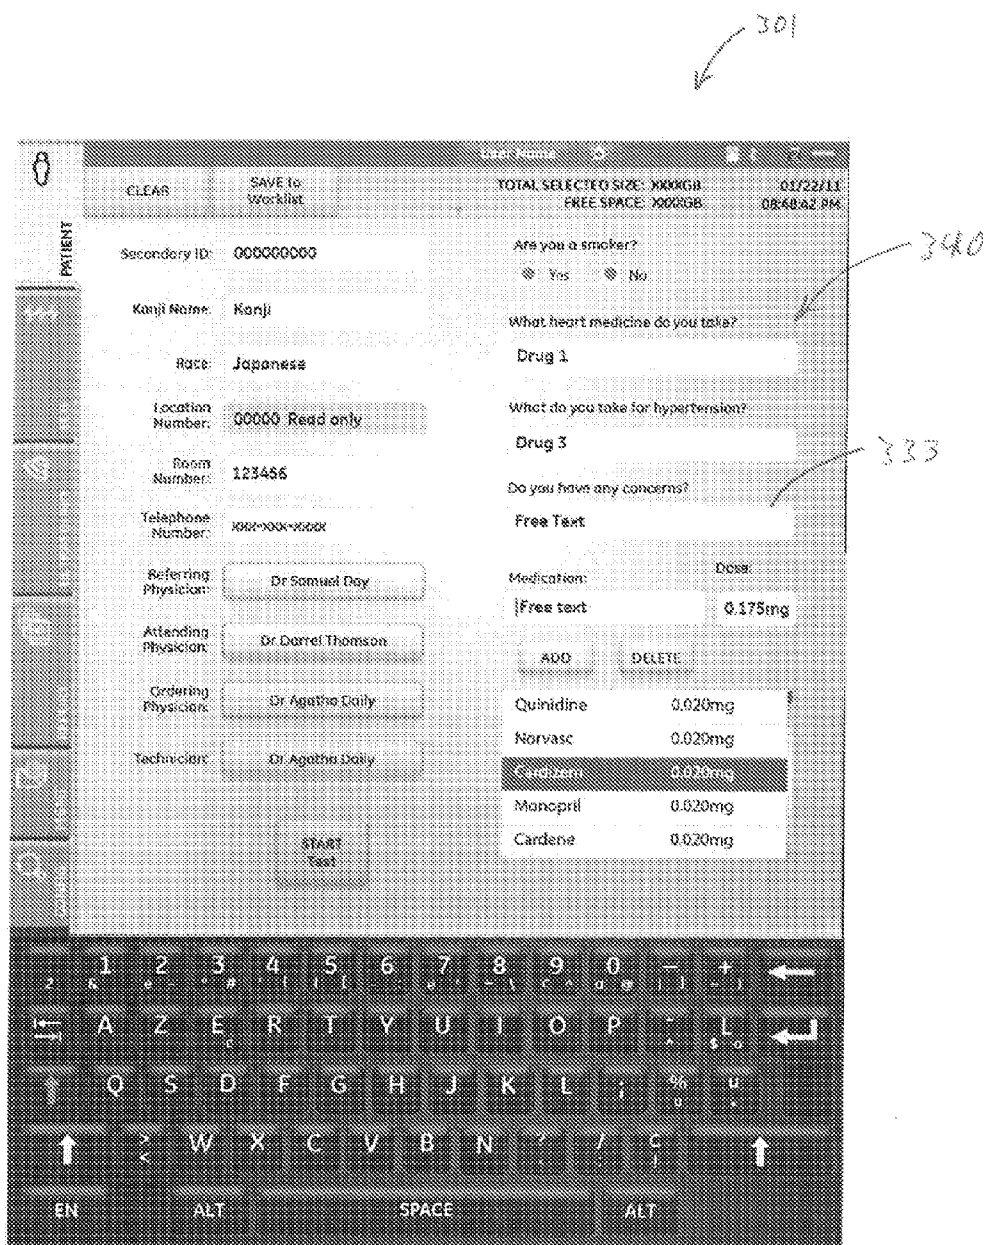 301
User Name
CLEAR
SAVE to
Worklist
TOTAL SELECTED SIZE: XXXXGB
FREE SPACE: XXXXGB
01/22/11
08:48:42 PM
PATIENT
Secondary ID: 000000000
Kanji Name: Kanji
Race: Japanese
Location
Number: 00000 Read only
Room
Number: 123456
Telephone
Number: xxx-xxx-xxxx
Referring
Physician: Dr Samual Day
Attending
Physician: Dr Darrel Thomson
Ordering
Physician: Dr Agatha Daily
Technician: Dr Agatha Daily
START
Test
Are you a smoker?
Yes No
340
What heart medicine do you take?
Drug 1
What do you take for hypertension?
Drug 3
333
Do you have any concerns?
Free Text
Medication: Dose:
Free text 0.175mg
ADD DELETE
Quinidine 0.020mg
Norvasc 0.020mg
Cardizem 0.020mg
Monopril 0.020mg
Cardene 0.020mg
1 2 3 4 5 6 7 8 9 0 — +
A Z E R T Y U I O P
Q S D F G H J K L ; %
> < W X C V B N ? /
EN ALT SPACE ALT